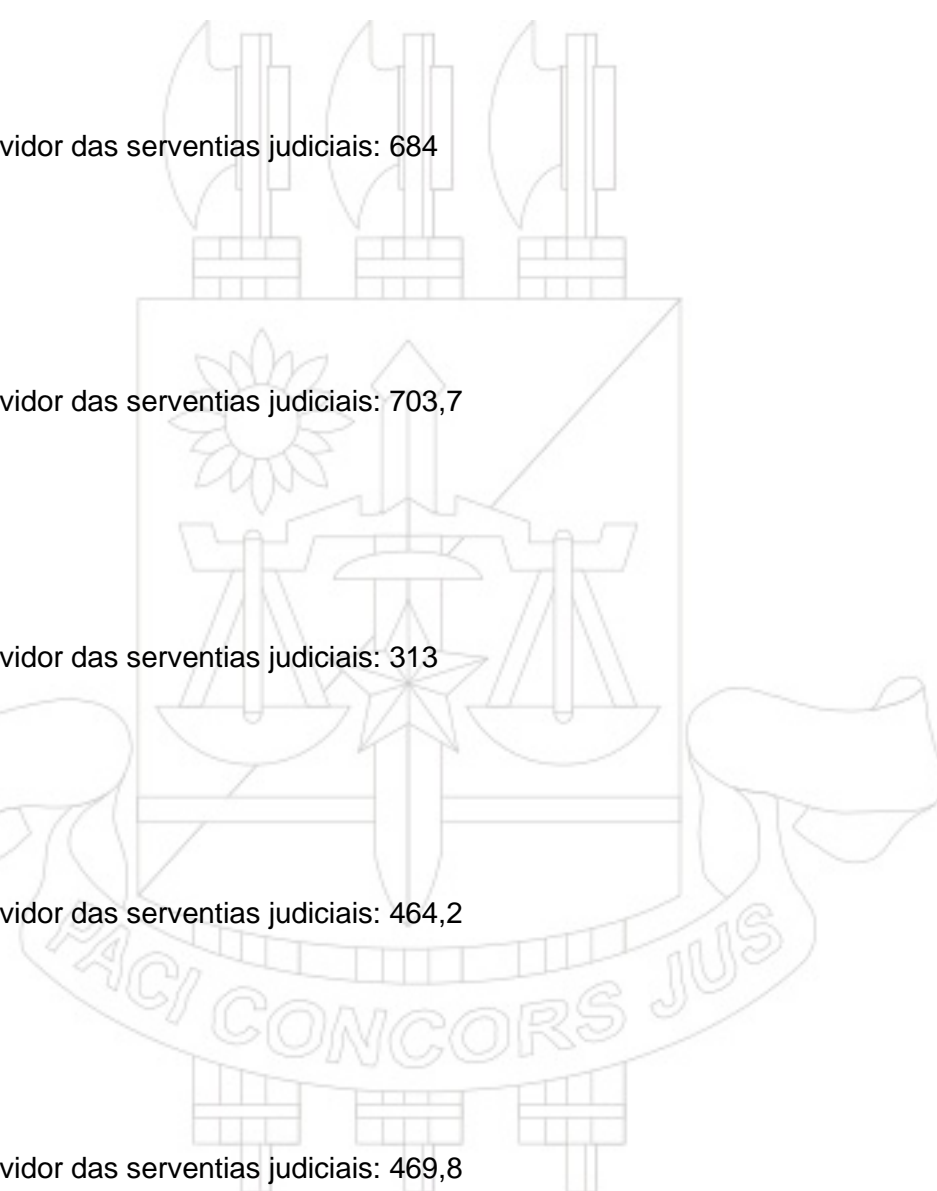 vidor das serventias judiciais: 684
vidor das serventias judiciais: 703,7
vidor das serventias judiciais: 313
vidor das serventias judiciais: 464,2
PACI CONCORS JUS
vidor das serventias judiciais: 469,8